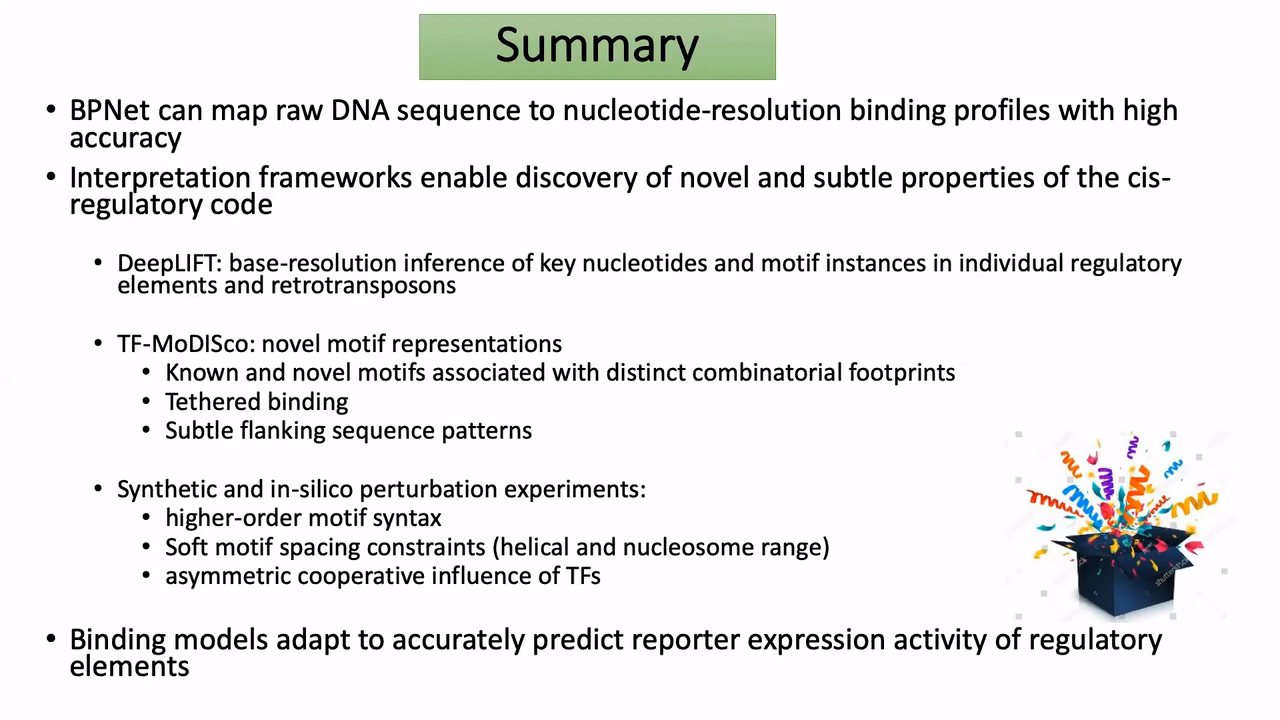 Summary
• BPNet can map raw DNA sequence to nucleotide-resolution binding profiles with high
accuracy
• Interpretation frameworks enable discovery of novel and subtle properties of the cis-
regulatory code
• DeepLIFT: base-resolution inference of key nucleotides and motif instances in individual regulatory
elements and retrotransposons
• TF-MoDISco: novel motif representations
• Known and novel motifs associated with distinct combinatorial footprints
• Tethered binding
• Subtle flanking sequence patterns
• Synthetic and in-silico perturbation experiments:
• higher-order motif syntax
• Soft motif spacing constraints (helical and nucleosome range)
• asymmetric cooperative influence of TFs
• Binding models adapt to accurately predict reporter expression activity of regulatory
elements